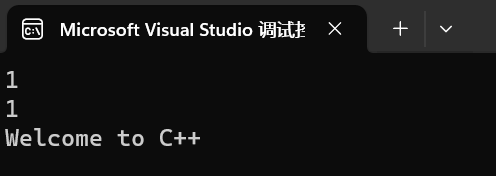 Microsoft Visual Studio 调试
1
1
Welcome to C++